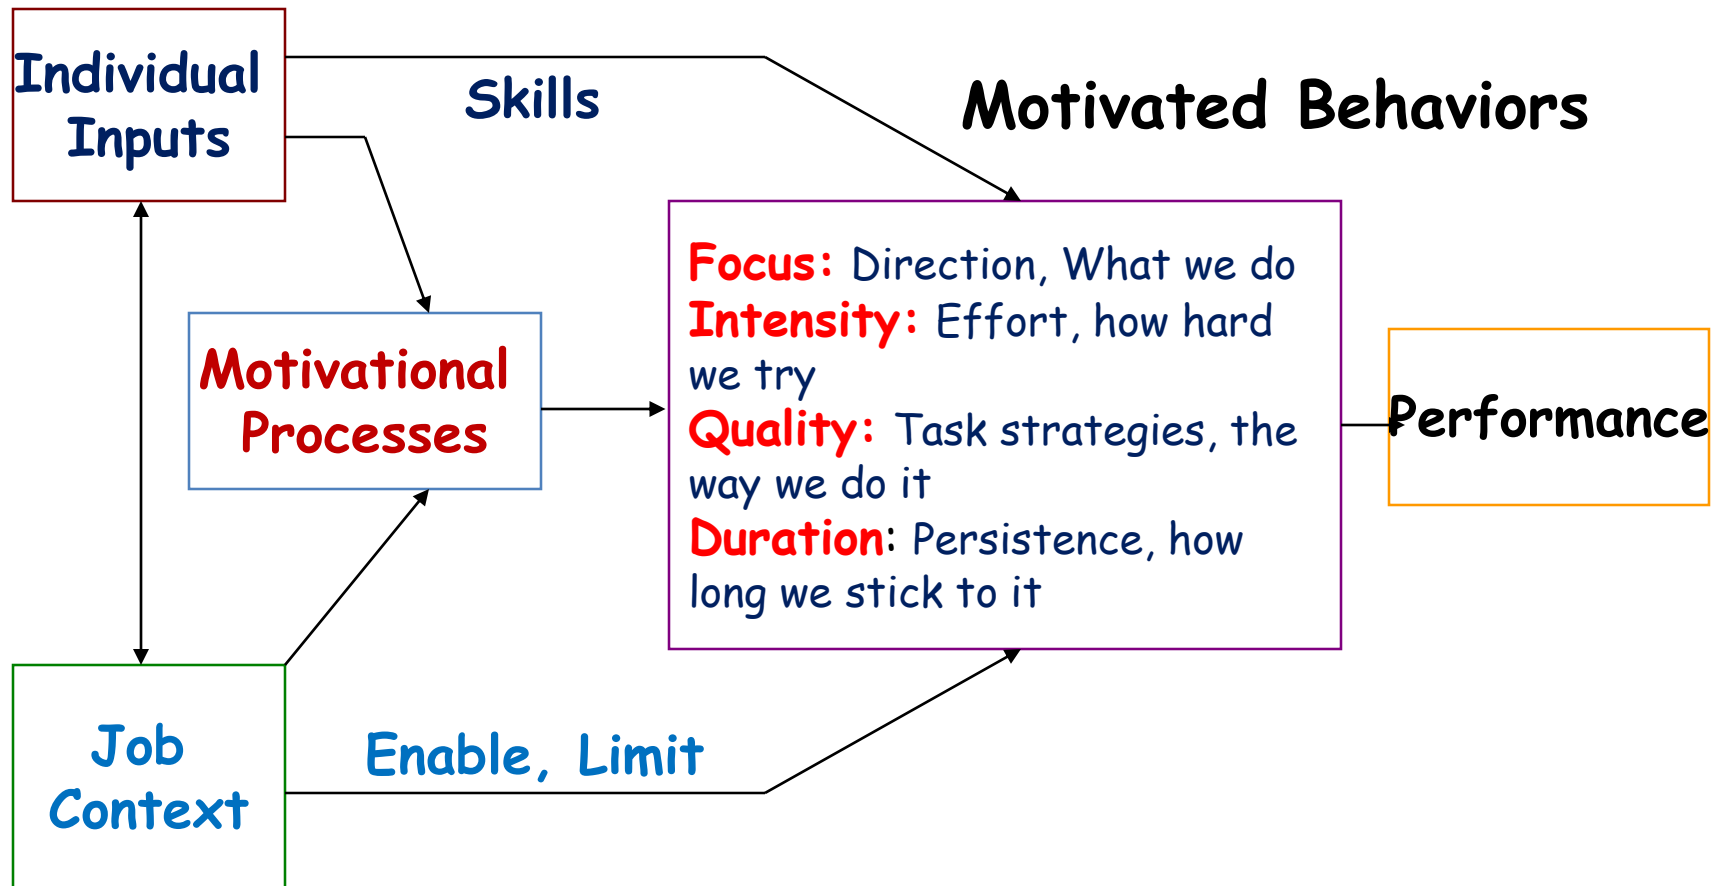 Individual
Inputs
Skills
Motivated Behaviors
Focus: Direction, What we do
Intensity: Effort, how hard
we try
Quality: Task strategies, the
way we do it
Duration: Persistence, how
long we stick to it
Motivational
Processes
Performance
Job
Context
Enable, Limit